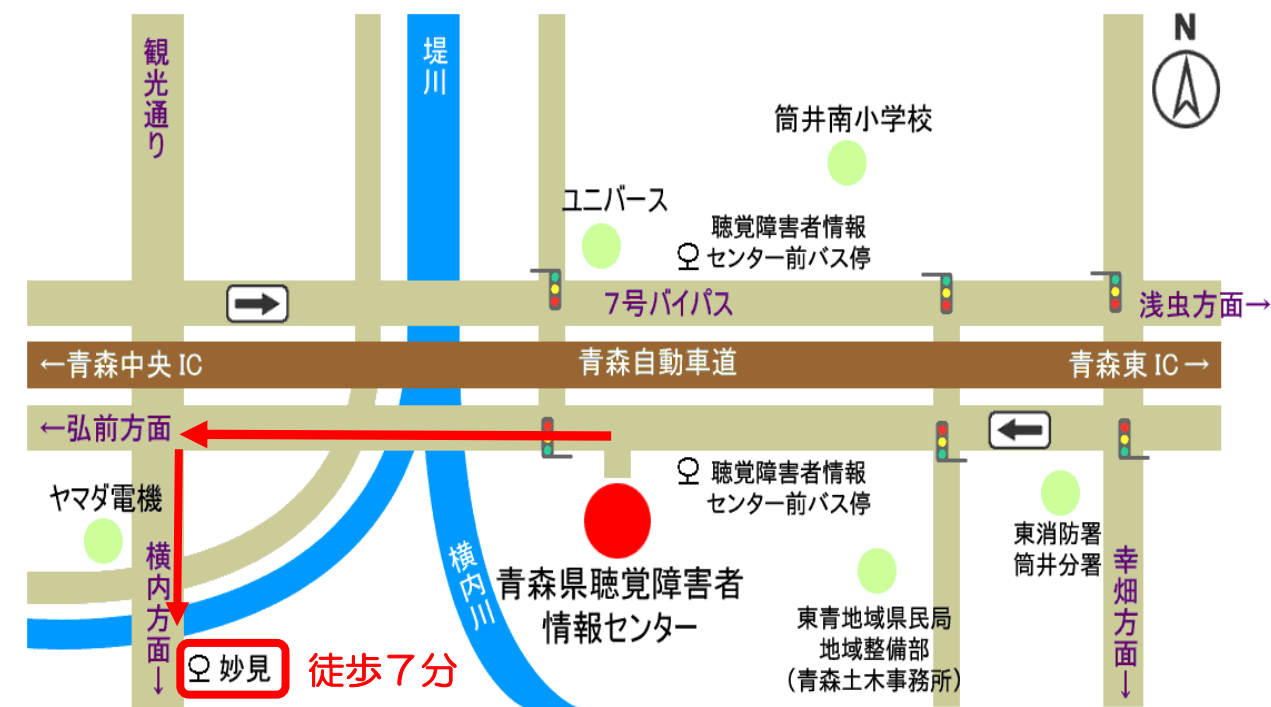 観光通り
堤川
N
筒井南小学校
ユニバース
聴覚障害者情報
センター前バス停
7号バイパス
浅虫方面→
←青森中央IC
青森自動車道
青森東IC→
←弘前方面
ヤマダ電機
聴覚障害者情報
センター前バス停
東消防署
筒井分署
横内方面→
横内川
青森県聴覚障害者
情報センター
東青地域県民局
地域整備部
(青森土木事務所)
幸畑方面→
妙見
徒歩7分